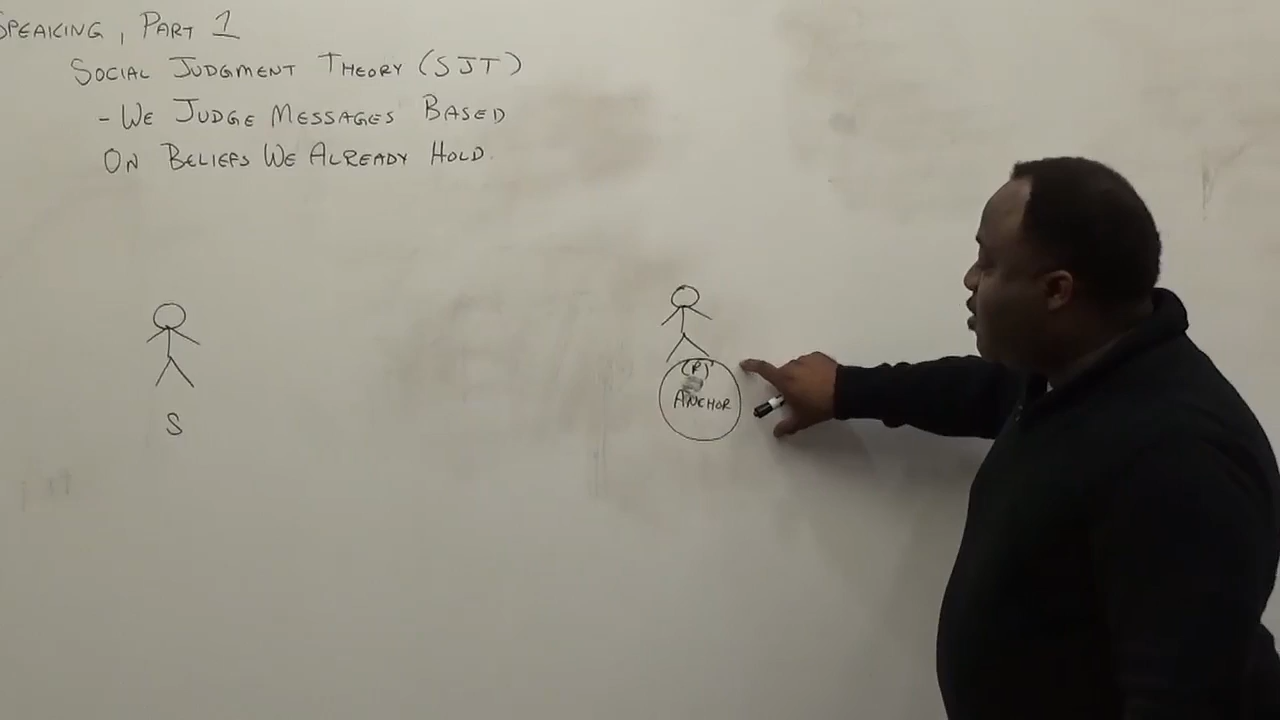 SPEAKING, PART 1
SOCIAL JUDGMENT THEORY (SJT)
- WE JUDGE MESSAGES BASED
ON BELIEFS WE ALREADY HOLD.
(R)
ANCHOR
S